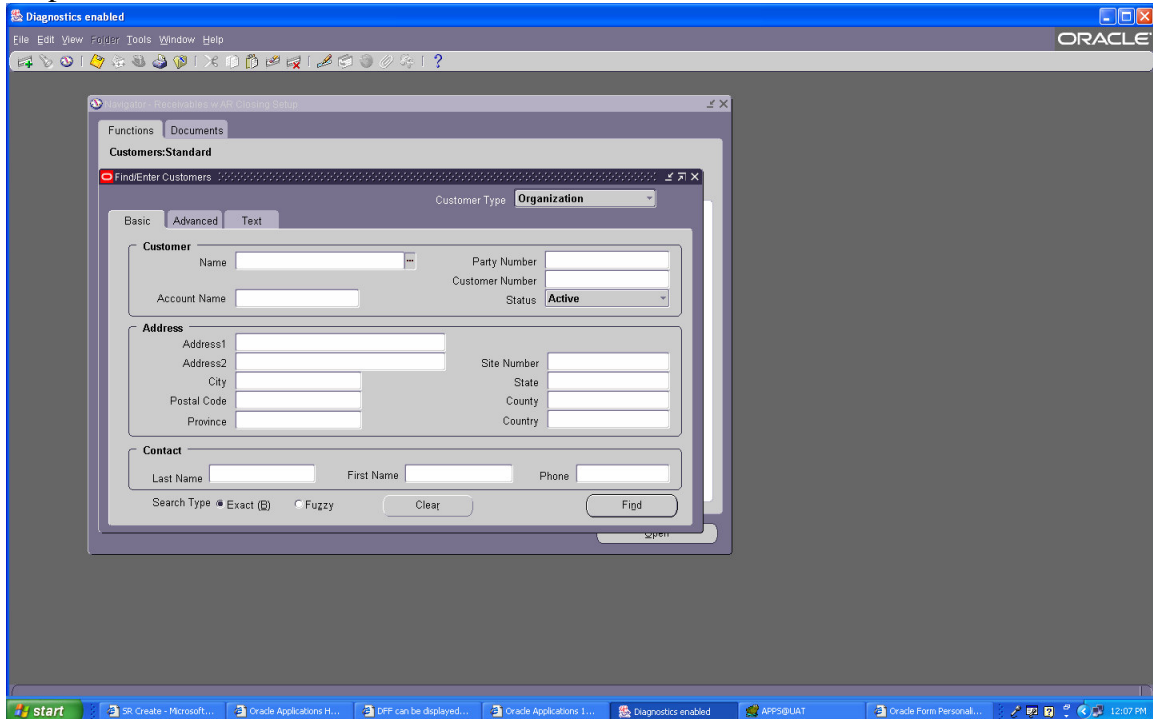 Diagnostics enabled
File Edit View Folder Tools Window Help
ORACLE
Navigator - Receivables w AR Closing Setup
Functions Documents
Customers:Standard
Find/Enter Customers
Customer Type Organization
Basic Advanced Text
Customer
Name
Party Number
Customer Number
Account Name
Status Active
Address
Address1
Address2
Site Number
City
State
Postal Code
County
Province
Country
Contact
Last Name
First Name
Phone
Search Type Exact (B) Fuzzy
Clear
Find
Open
start
SR Create - Microsoft...
Oracle Applications H...
DFF can be displayed...
Oracle Applications 1...
Diagnostics enabled
APPS@UAT
Oracle Form Personali...
12:07 PM